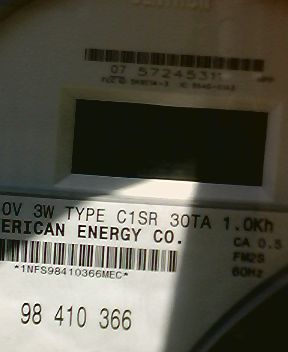 07 57245311
0V 3W TYPE C1SR 30TA 1.0Kh
ERICAN ENERGY CO.
CA 0.5
FM2S
60Hz
*1NFS98410366MEC*
98 410 366